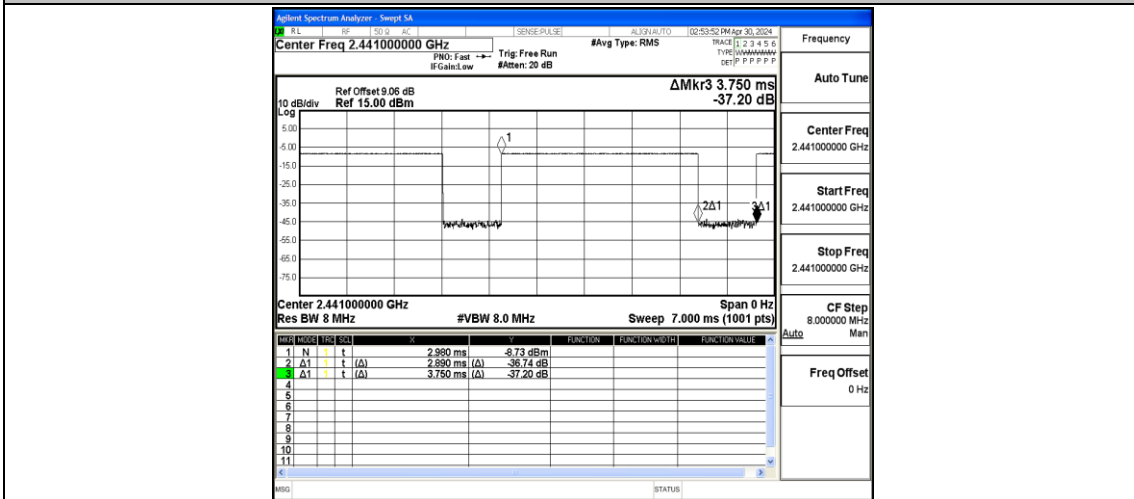 Agilent Spectrum Analyzer - Swept SA
RL RF 50 Ω AC SENSE:PULSE ALIGNAUTO 02:53:52 PM Apr 30, 2024
Center Freq 2.441000000 GHz #Avg Type: RMS TRACE 1 2 3 4 5 6
PNO: Fast Trig: Free Run TYPE
IFGain:Low #Atten: 20 dB DET P P P P P P
Frequency
Auto Tune
ΔMkr3 3.750 ms
-37.20 dB
Ref Offset 9.06 dB
10 dB/div Ref 15.00 dBm
Log
5.00
-5.00
-15.0
-25.0
-35.0
-45.0
-55.0
-65.0
-75.0
1
2Δ1
3Δ1
Center 2.441000000 GHz Span 0 Hz
Res BW 8 MHz #VBW 8.0 MHz Sweep 7.000 ms (1001 pts)
MKR MODE TRC SCL X Y FUNCTION FUNCTION WIDTH FUNCTION VALUE
1 N 1 t 2.980 ms -8.73 dBm
2 Δ1 1 t (Δ) 2.890 ms (Δ) -36.74 dB
3 Δ1 1 t (Δ) 3.750 ms (Δ) -37.20 dB
4
5
6
7
8
9
10
11
Center Freq
2.441000000 GHz
Start Freq
2.441000000 GHz
Stop Freq
2.441000000 GHz
CF Step
8.000000 MHz
Auto Man
Freq Offset
0 Hz
MSG STATUS